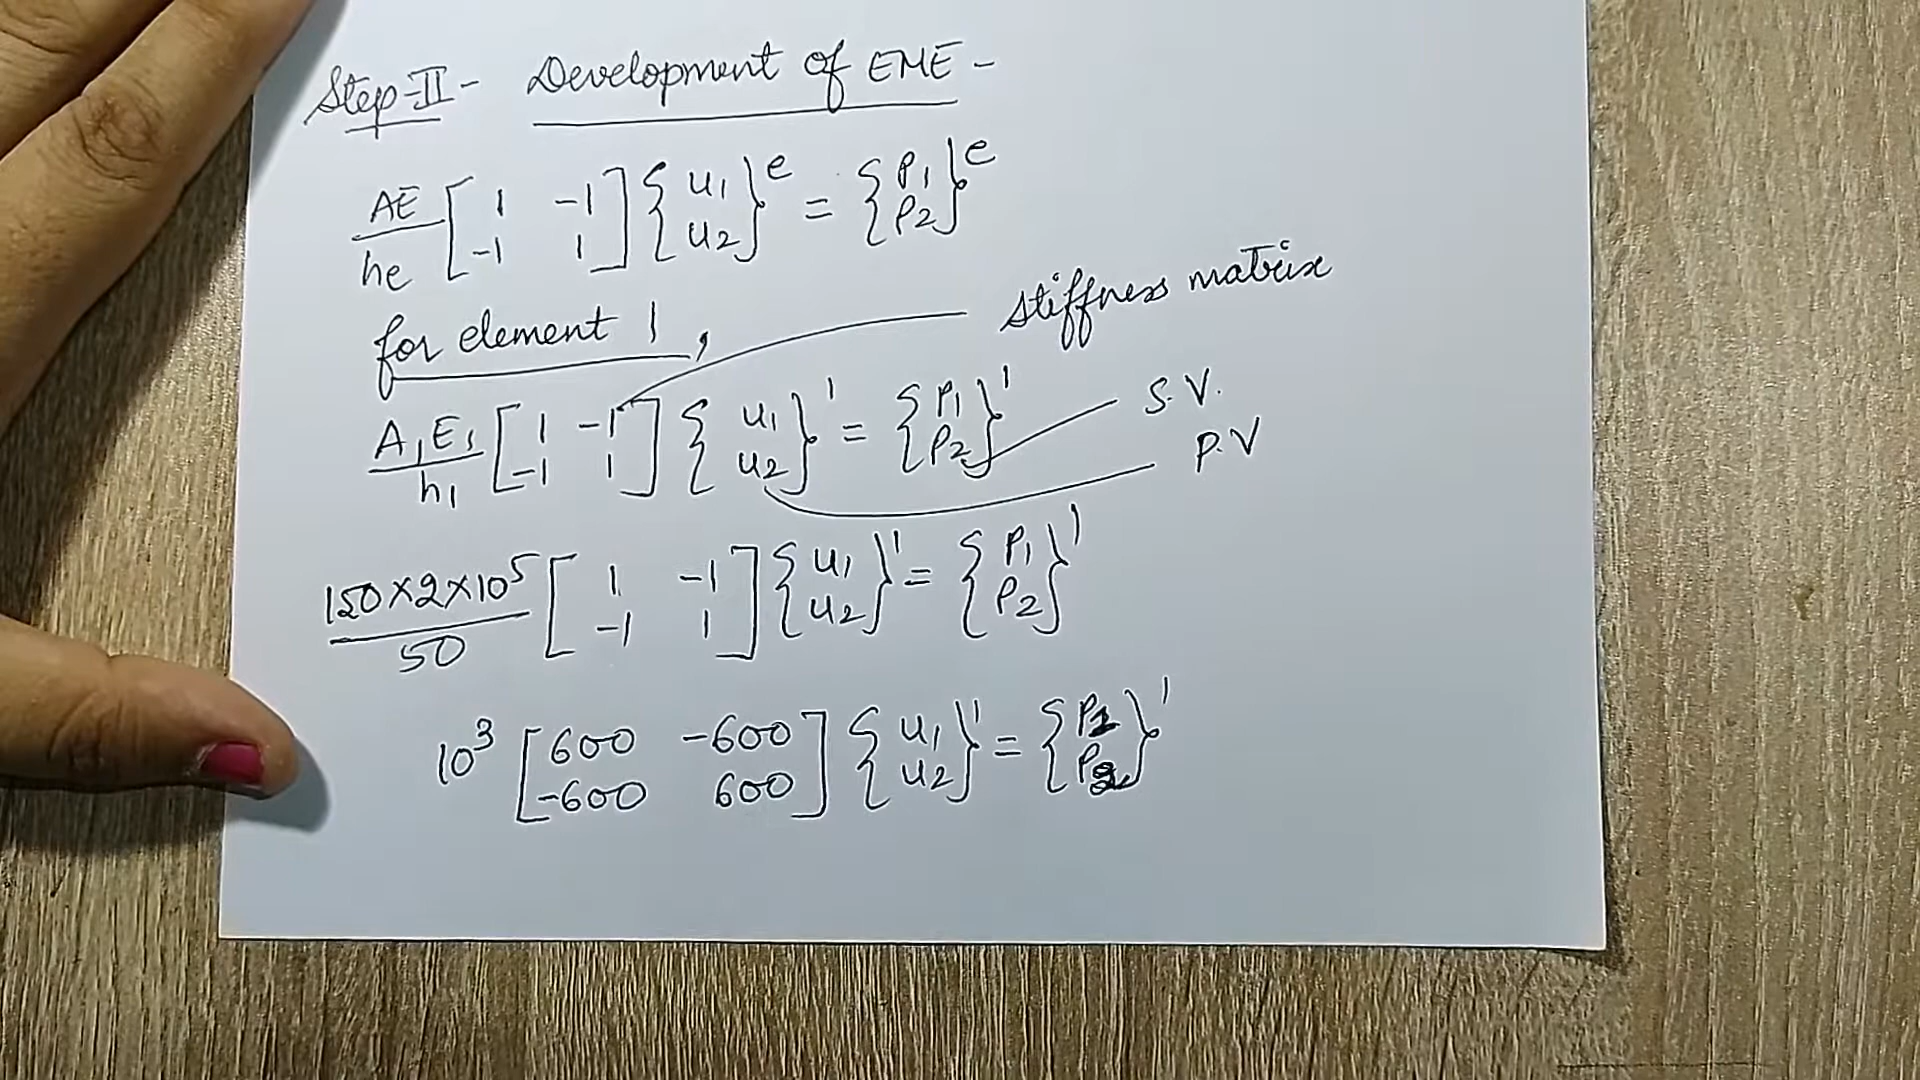 Step-II - Development of EME -
AE/he [1 -1; -1 1] {u1; u2}^e = {P1; P2}^e
stiffness matrix
for element 1,
A1E1/h1 [1 -1; -1 1] {u1; u2}^1 = {P1; P2}^1
S.V.
P.V
150×2×10^5/50 [1 -1; -1 1] {u1; u2}^1 = {P1; P2}^1
10^3 [600 -600; -600 600] {u1; u2}^1 = {P1; P2}^1